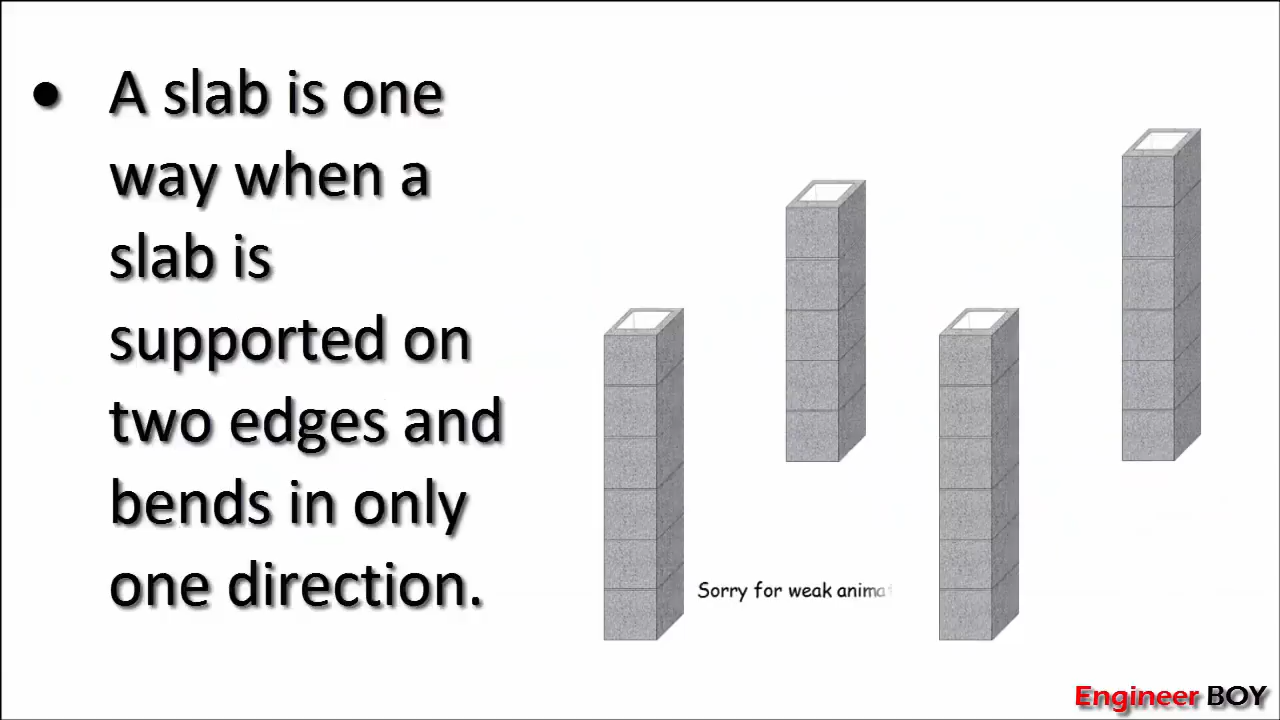 • A slab is one
way when a
slab is
supported on
two edges and
bends in only
one direction.
Sorry for weak anima
Engineer BOY